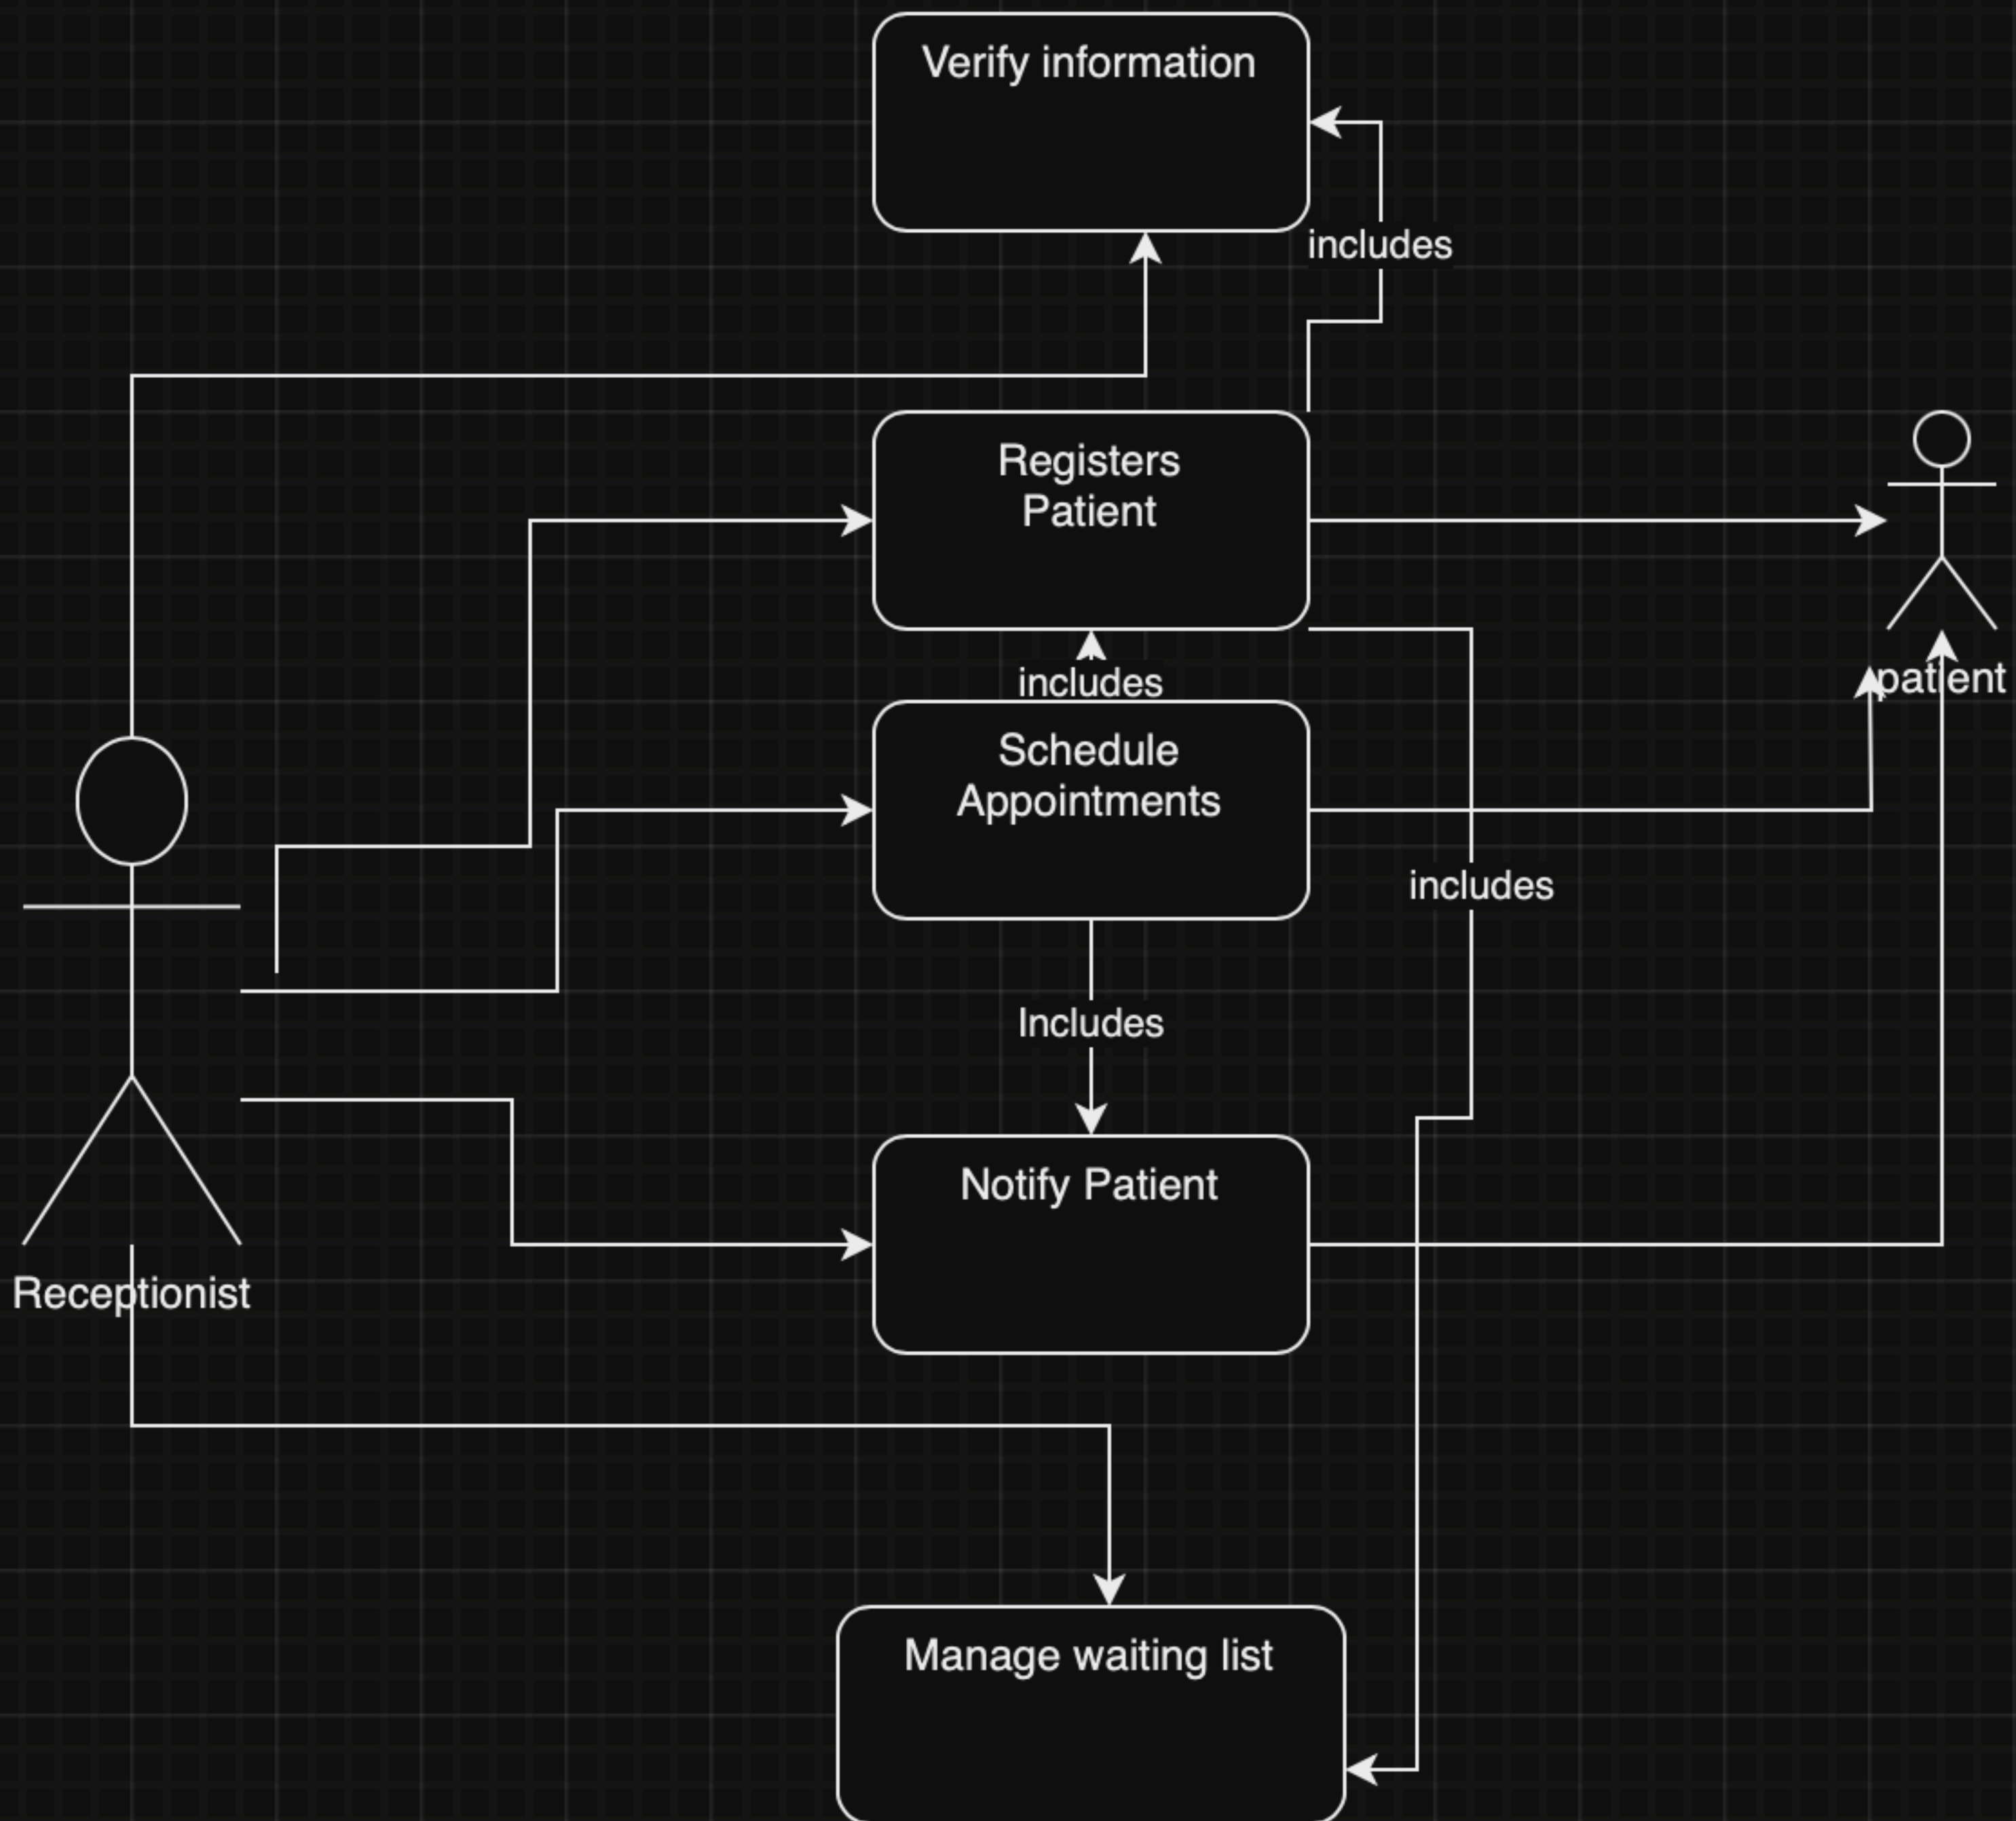 Verify information
includes
Registers
Patient
includes
patient
Schedule
Appointments
includes
Includes
Notify Patient
Receptionist
Manage waiting list